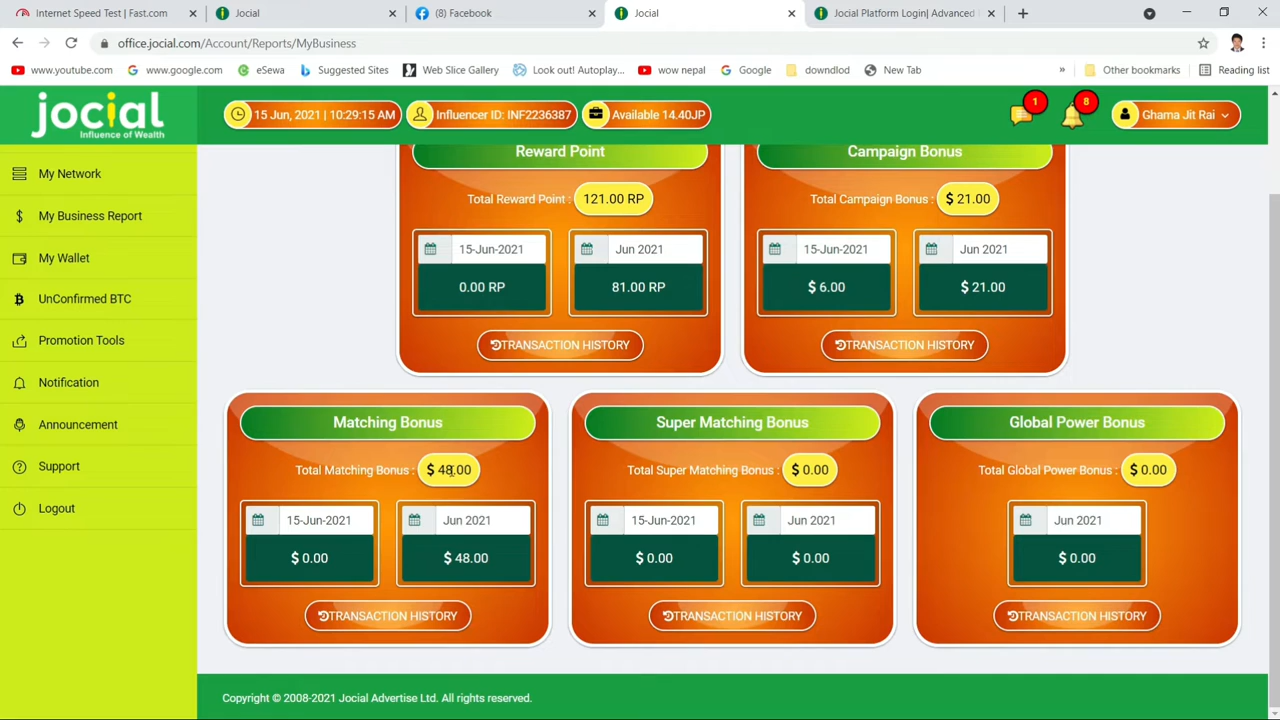 Internet Speed Test | Fast.com
Jocial
(8) Facebook
Jocial
Jocial Platform Login| Advanced
office.jocial.com/Account/Reports/MyBusiness
www.youtube.com
www.google.com
eSewa
Suggested Sites
Web Slice Gallery
Look out! Autoplay,...
wow nepal
Google
downdlod
New Tab
»
Other bookmarks
Reading list
jocial
Influence of Wealth
15 Jun, 2021 | 10:29:15 AM
Influencer ID: INF2236387
Available 14.40JP
1
8
Ghama Jit Rai
My Network
My Business Report
My Wallet
UnConfirmed BTC
Promotion Tools
Notification
Announcement
Support
Logout
Reward Point
Total Reward Point : 121.00 RP
15-Jun-2021
0.00 RP
Jun 2021
81.00 RP
TRANSACTION HISTORY
Campaign Bonus
Total Campaign Bonus : $ 21.00
15-Jun-2021
$ 6.00
Jun 2021
$ 21.00
TRANSACTION HISTORY
Matching Bonus
Total Matching Bonus : $ 48.00
15-Jun-2021
$ 0.00
Jun 2021
$ 48.00
TRANSACTION HISTORY
Super Matching Bonus
Total Super Matching Bonus : $ 0.00
15-Jun-2021
$ 0.00
Jun 2021
$ 0.00
TRANSACTION HISTORY
Global Power Bonus
Total Global Power Bonus : $ 0.00
Jun 2021
$ 0.00
TRANSACTION HISTORY
Copyright © 2008-2021 Jocial Advertise Ltd. All rights reserved.